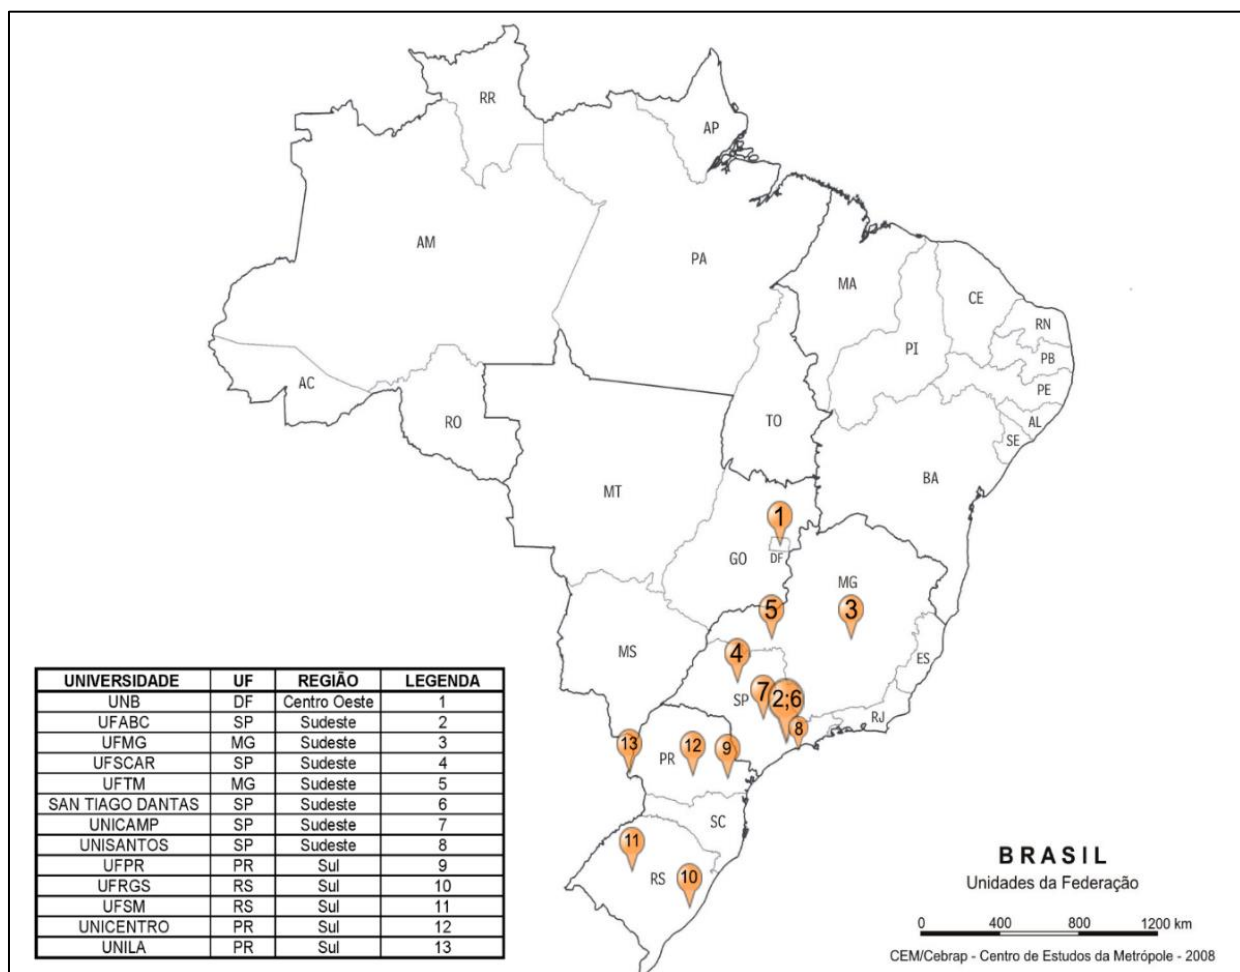 RR
AP
AM
PA
MA
CE
RN
PI
PB
PE
AC
AL
TO
RO
SE
BA
MT
1
GO
DF
MG
5
3
4
MS
ES
7
2;6
SP
RJ
8
13
12
9
PR
SC
11
10
RS
UNIVERSIDADE UF REGIÃO LEGENDA
UNB DF Centro Oeste 1
UFABC SP Sudeste 2
UFMG MG Sudeste 3
UFSCAR SP Sudeste 4
UFTM MG Sudeste 5
SAN TIAGO DANTAS SP Sudeste 6
UNICAMP SP Sudeste 7
UNISANTOS SP Sudeste 8
UFPR PR Sul 9
UFRGS RS Sul 10
UFSM RS Sul 11
UNICENTRO PR Sul 12
UNILA PR Sul 13
BRASIL
Unidades da Federação
0 400 800 1200 km
CEM/Cebrap - Centro de Estudos da Metrópole - 2008